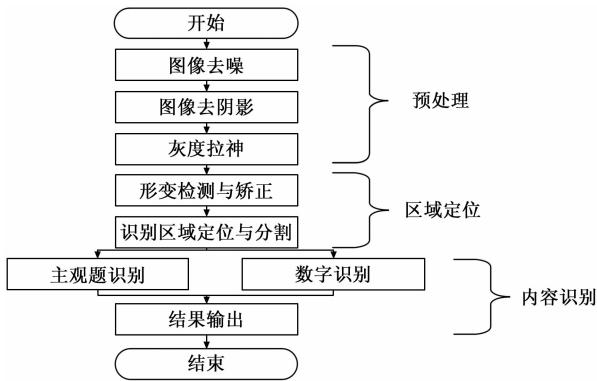 开始
图像去噪
图像去阴影
灰度拉神
预处理
形变检测与矫正
识别区域定位与分割
区域定位
主观题识别
数字识别
结果输出
内容识别
结束